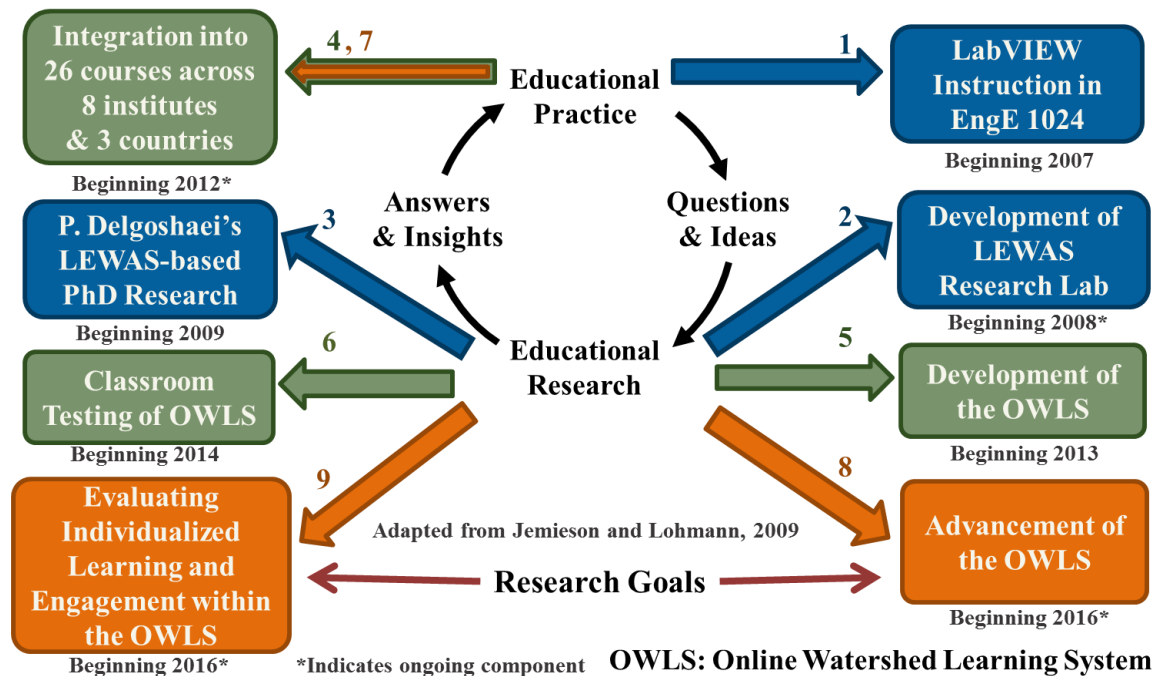 Integration into
26 courses across
8 institutes
& 3 countries
Beginning 2012*
4, 7
Educational
Practice
1
LabVIEW
Instruction in
EngE 1024
Beginning 2007
P. Delgoshaei’s
LEWAS-based
PhD Research
Beginning 2009
3
Answers
& Insights
Questions
& Ideas
2
Development of
LEWAS
Research Lab
Beginning 2008*
6
Classroom
Testing of OWLS
Beginning 2014
Educational
Research
5
Development of
the OWLS
Beginning 2013
9
Evaluating
Individualized
Learning and
Engagement within
the OWLS
Beginning 2016*
Adapted from Jemieson and Lohmann, 2009
Research Goals
8
Advancement of
the OWLS
Beginning 2016*
*Indicates ongoing component
OWLS: Online Watershed Learning System